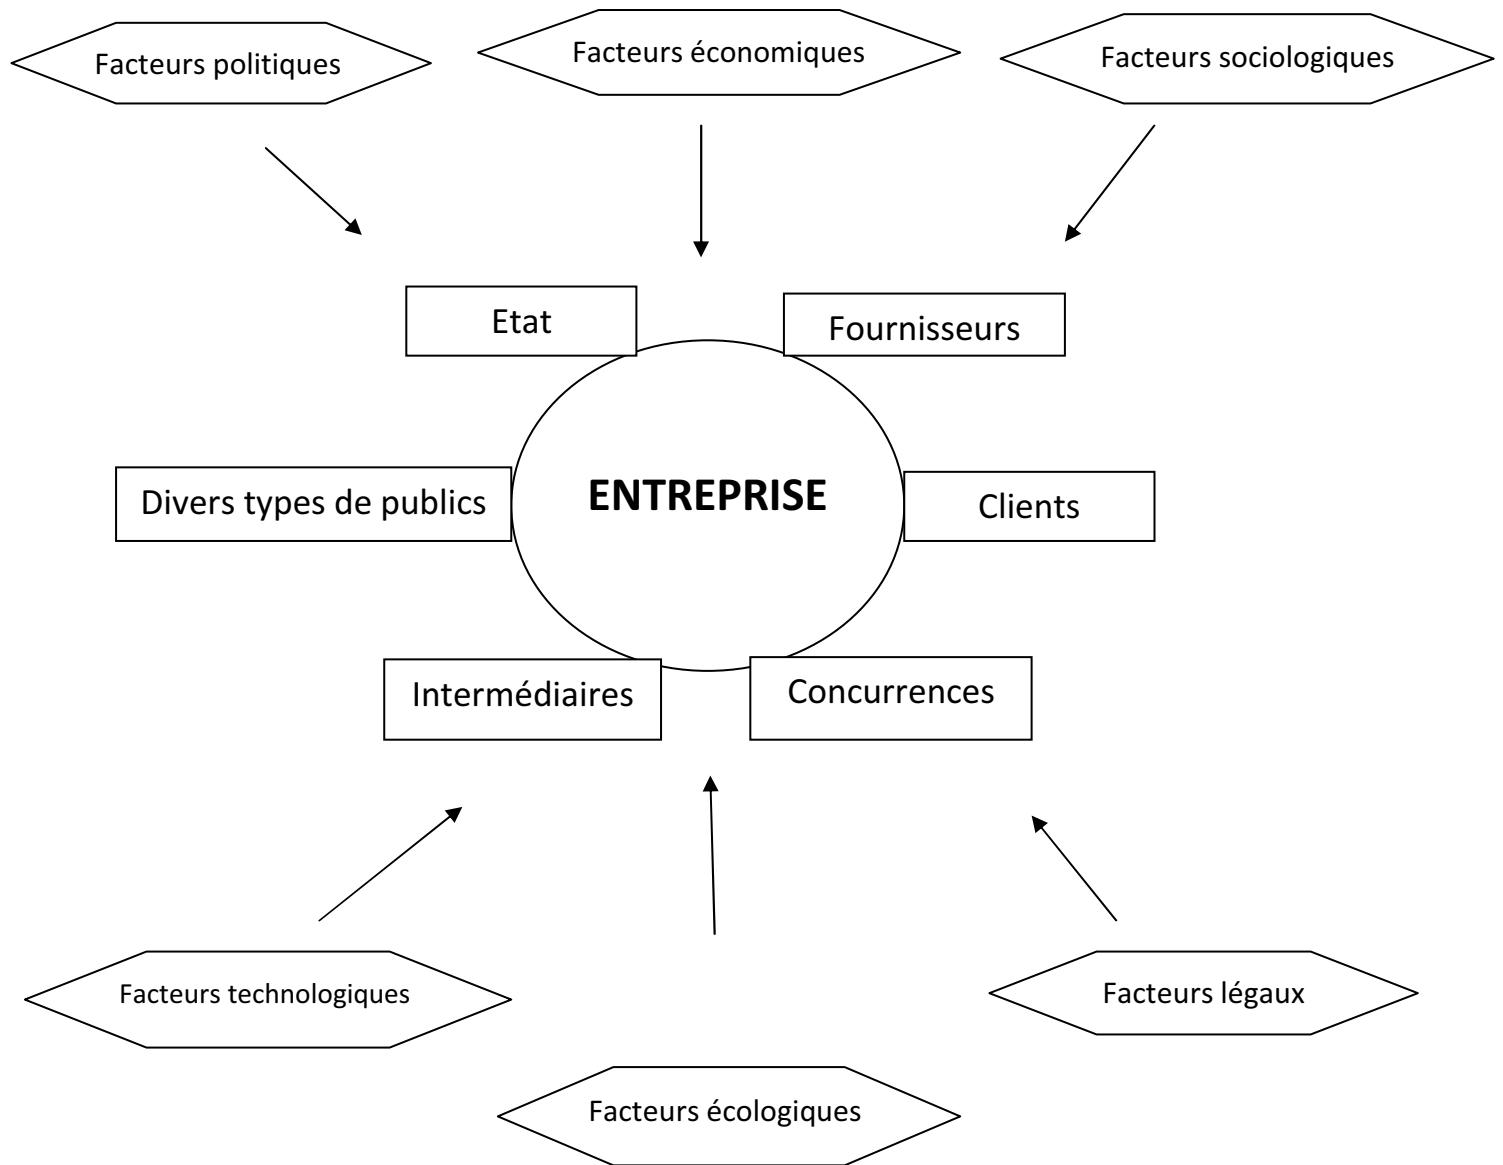 Facteurs politiques
Facteurs économiques
Facteurs sociologiques
Etat
Fournisseurs
Divers types de publics
ENTREPRISE
Clients
Intermédiaires
Concurrences
Facteurs technologiques
Facteurs légaux
Facteurs écologiques